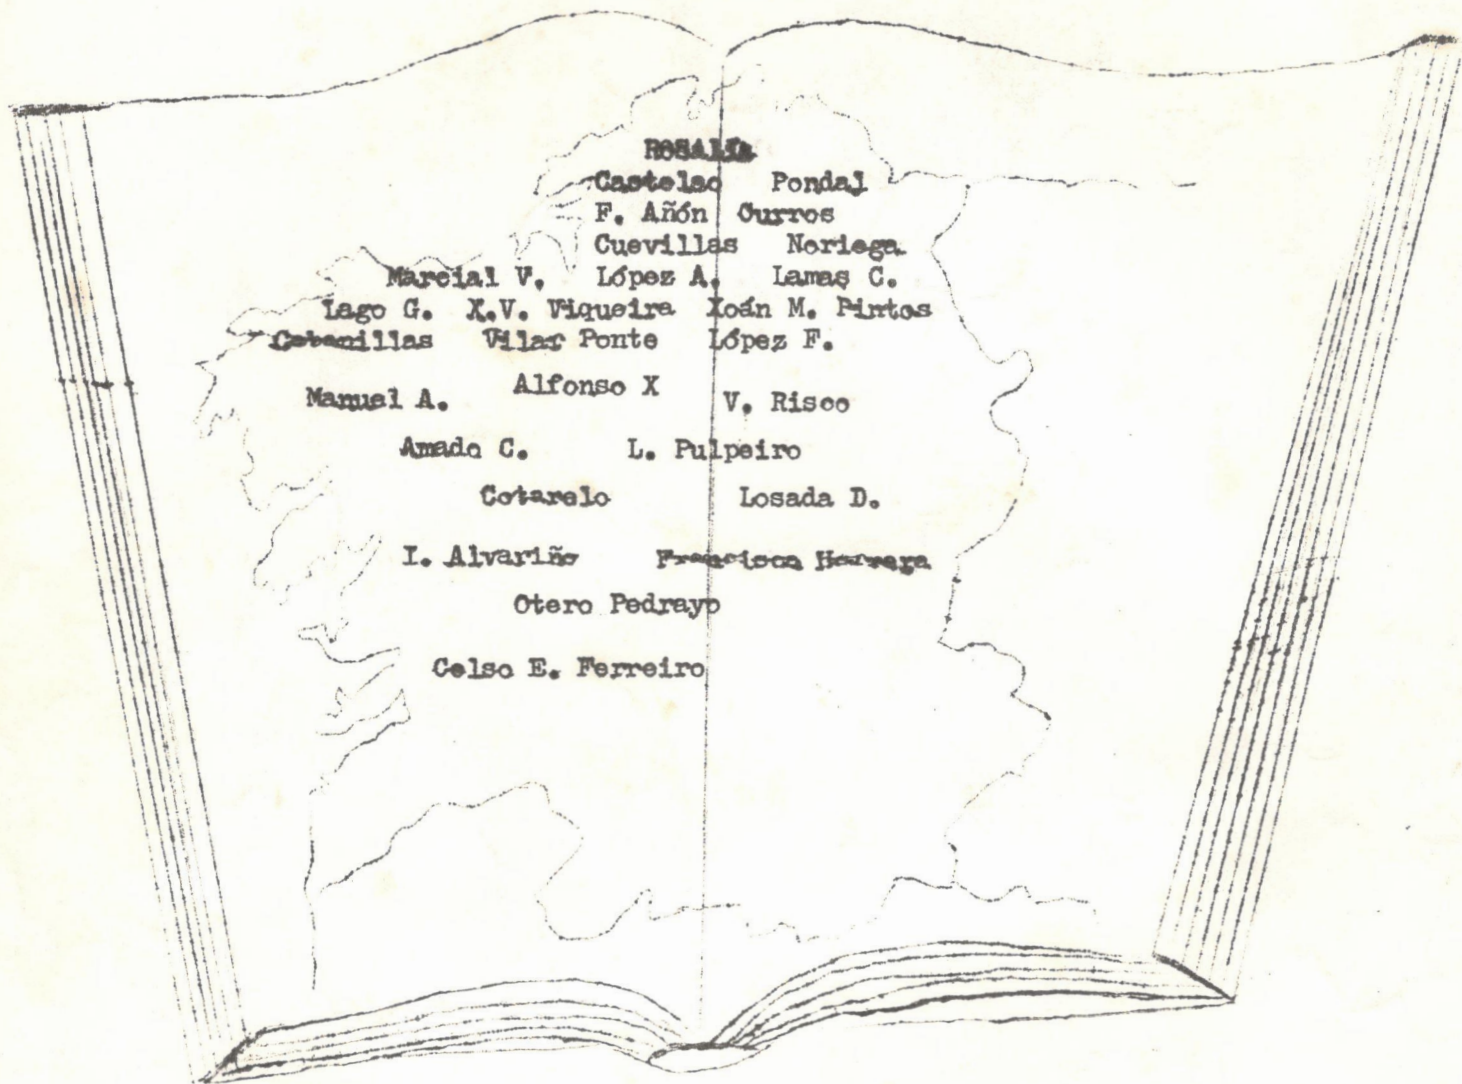 ROSALÍA
Castelao Pondal
F. Añón Curros
Cuevillas Noriega
Marcial V. López A. Lamas C.
Lago G. X.V. Viqueira Xoán M. Pintos
Cabanillas Vilar Ponte López F.
Manuel A. Alfonso X V. Risco
Amado C. L. Pulpeiro
Cotarelo Losada D.
I. Alvariño Francisca Herrera
Otero Pedrayo
Celso E. Ferreiro